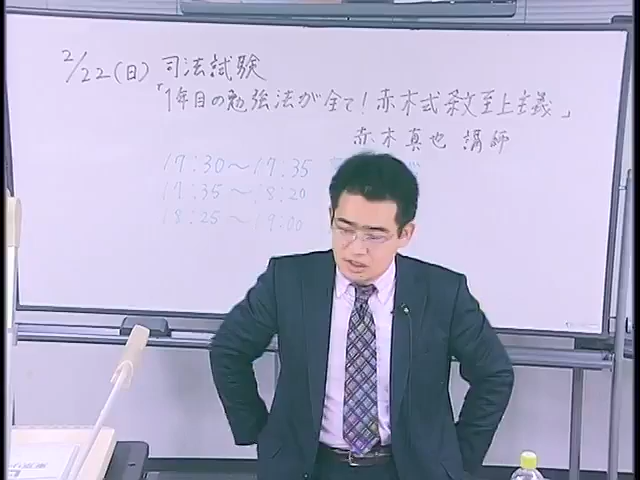 2/22(日) 司法試験
「1年目の勉強法が全て!赤木式条文至上主義」
赤木真也 講師
17:30～17:35
17:35～18:20
18:25～19:00